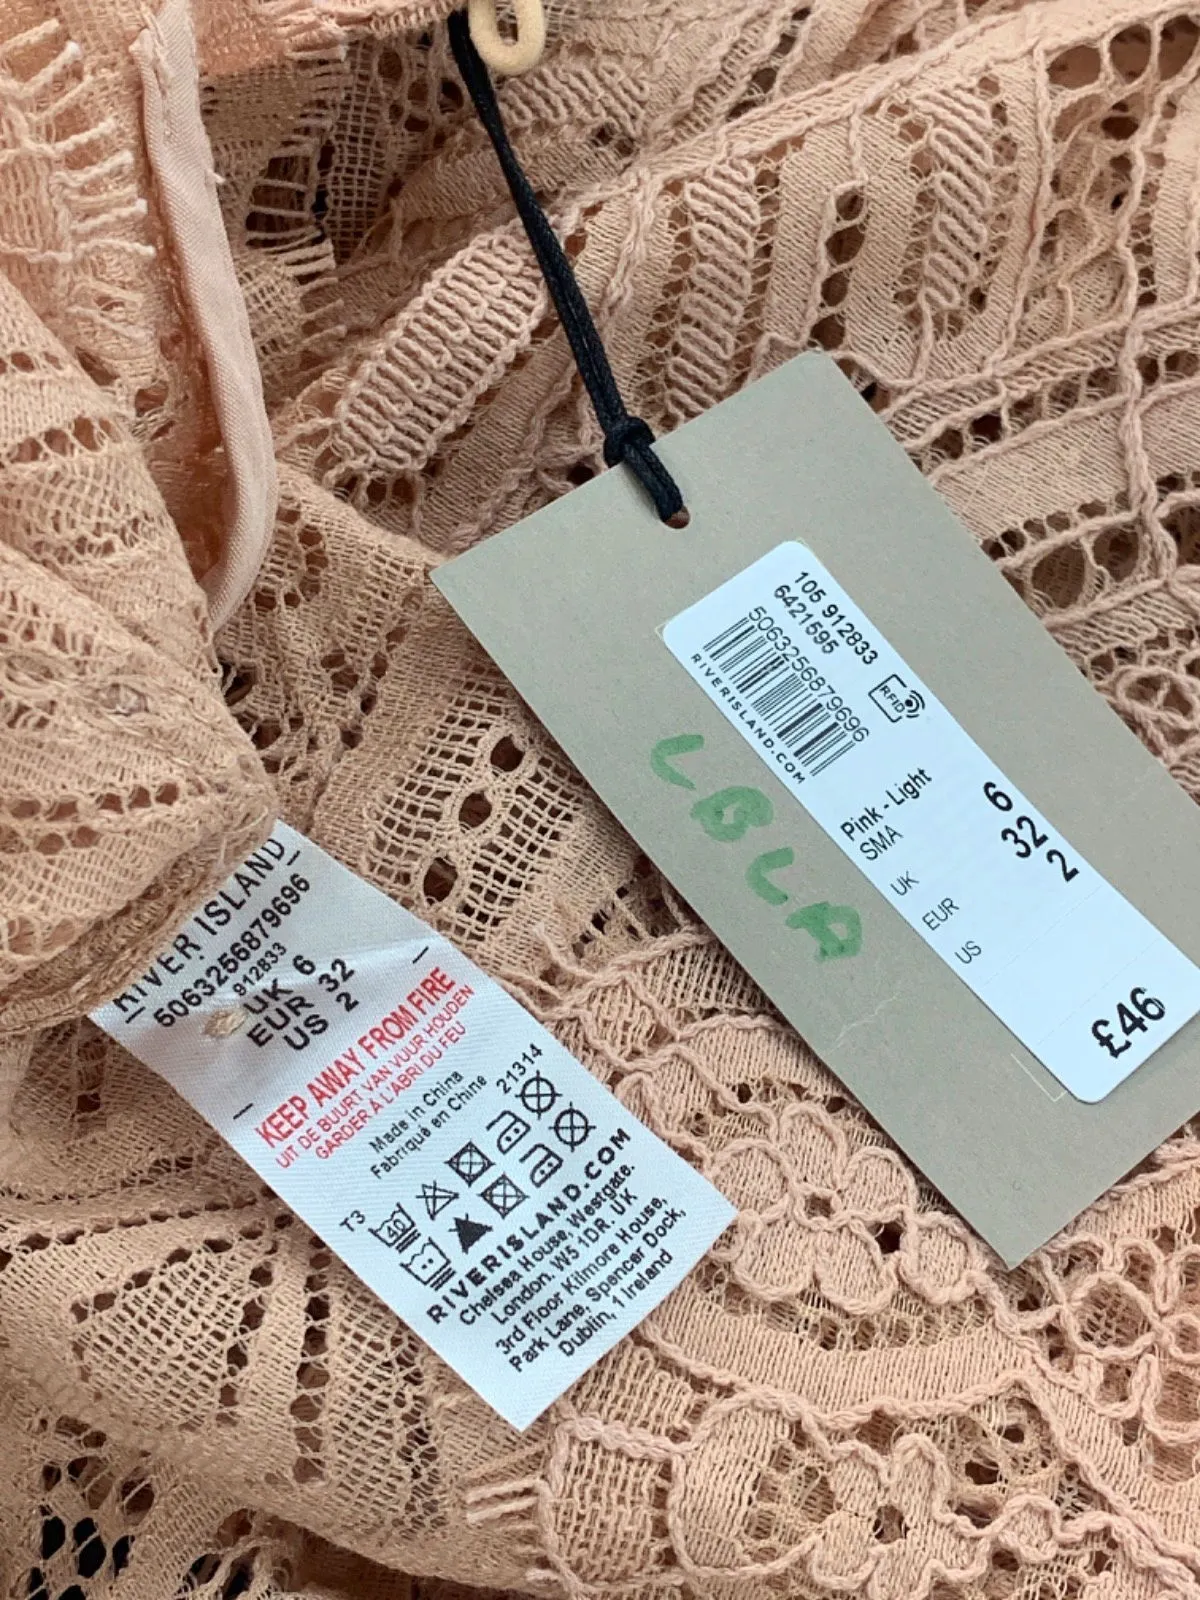 105 912833
6421595
5063256879696
RIVERISLAND.COM
RFID
Pink - Light
SMA
UK 6
EUR 32
US 2
£46
LBLA
RIVER ISLAND
5063256879696
912833
UK 6
EUR 32
US 2
KEEP AWAY FROM FIRE
UIT DE BUURT VAN VUUR HOUDEN
GARDER À L'ABRI DU FEU
Made in China
Fabriqué en Chine
21314
T3
40
RIVERISLAND.COM
Chelsea House, Westgate.
London. W5 1DR. UK
3rd Floor Kilmore House,
Park Lane, Spencer Dock,
Dublin, 1 Ireland